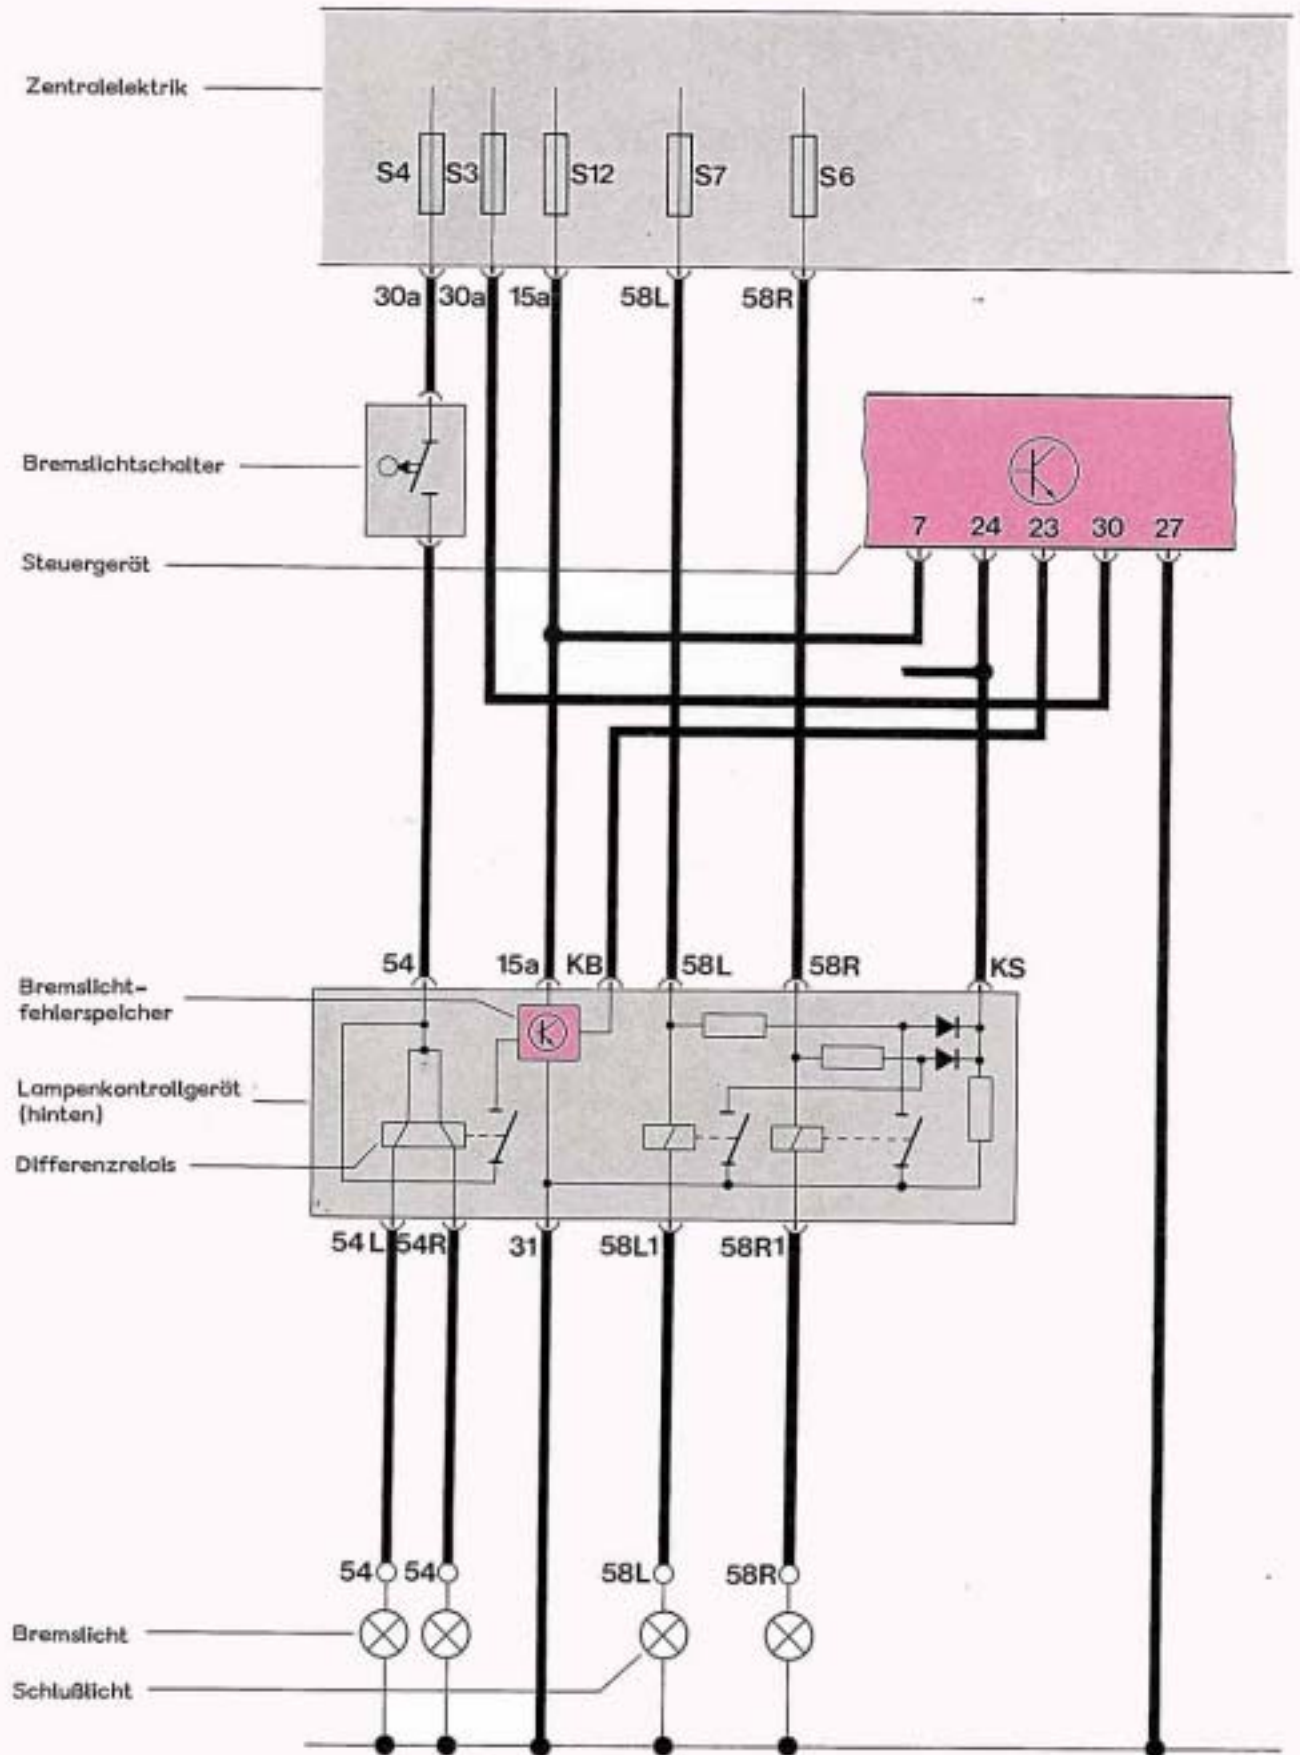 Zentralelektrik
S4 S3 S12 S7 S6
30a 30a 15a 58L 58R
Bremslichtschalter
7 24 23 30 27
Steuergerät
54 15a KB 58L 58R KS
Bremslicht-
fehlerspeicher
Lampenkontrollgerät
(hinten)
Differenzrelais
54L 54R 31 58L1 58R1
54 54 58L 58R
Bremslicht
Schlußlicht